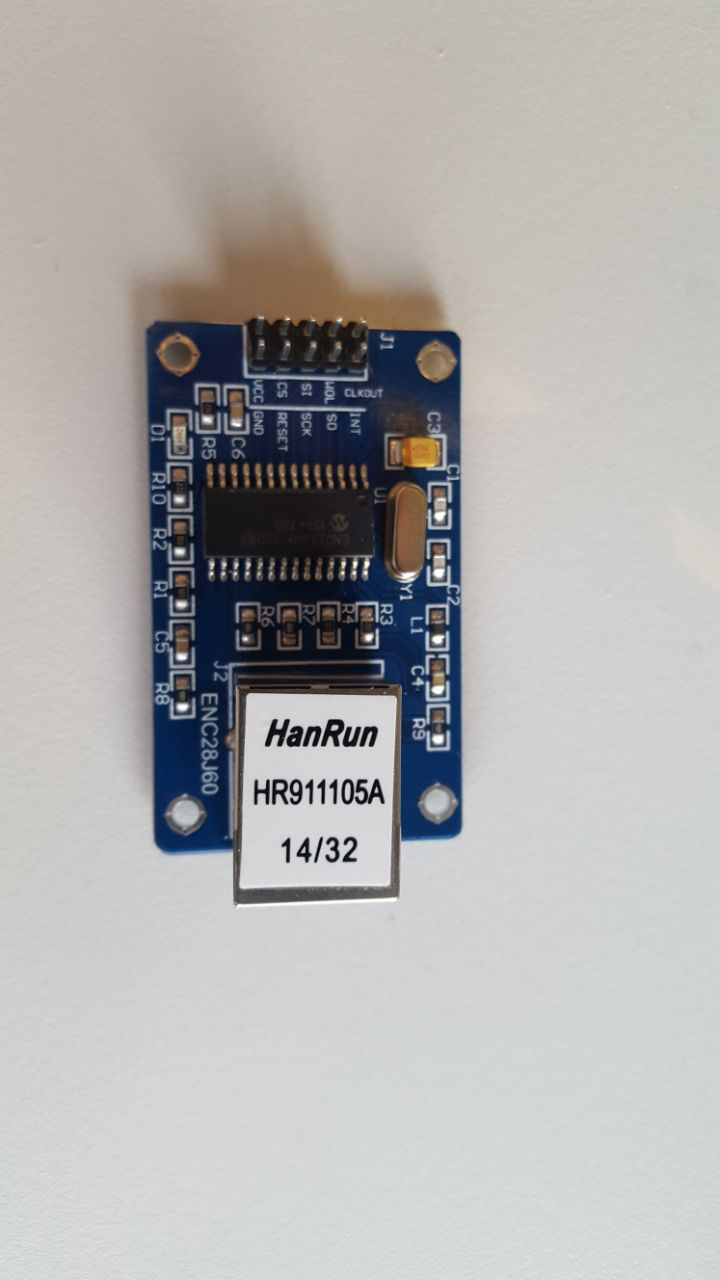 J1
VCC CS SI WOL CLKOUT
GND RESET SCK SO INT
D1
R5
C6
C3
R10
U1
C1
R2
Y1
C2
R1
R6
R7
R4
R3
L1
C5
J2
C4
R8
R9
ENC28J60
HanRun
HR911105A
14/32